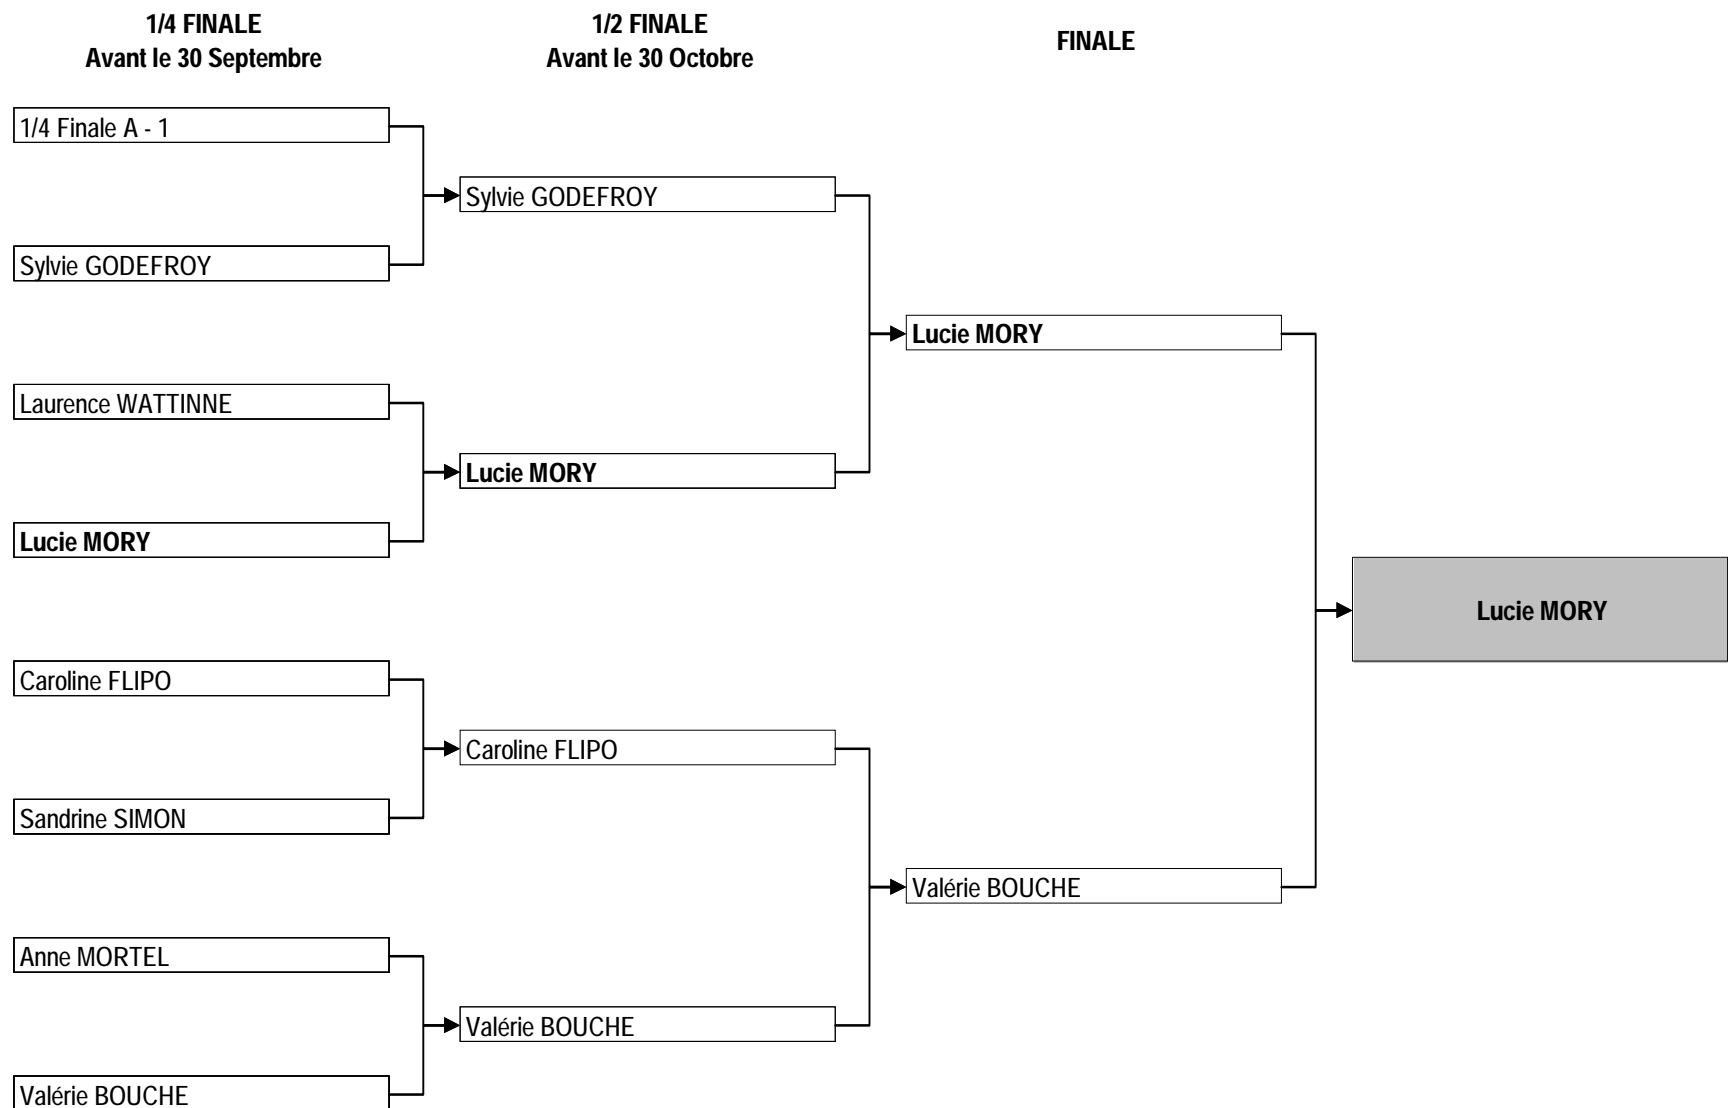 1/4 FINALE
Avant le 30 Septembre
1/2 FINALE
Avant le 30 Octobre
FINALE
1/4 Finale A - 1
Sylvie GODEFROY
Sylvie GODEFROY
Lucie MORY
Laurence WATTINNE
Lucie MORY
Lucie MORY
Lucie MORY
Caroline FLIPO
Caroline FLIPO
Sandrine SIMON
Valérie BOUCHE
Anne MORTEL
Valérie BOUCHE
Valérie BOUCHE